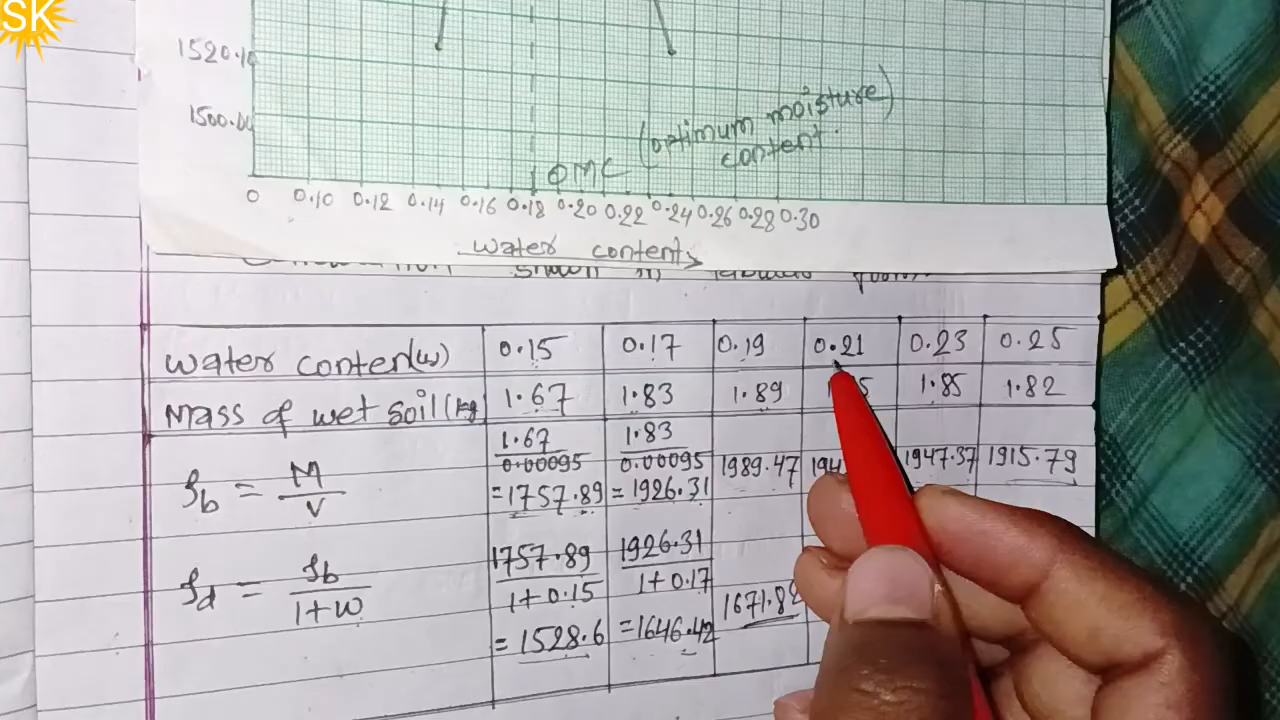 SK
1520.10
1500.00
(optimum moisture)
content.
OMC
0 0.10 0.12 0.14 0.16 0.18 0.20 0.22 0.24 0.26 0.28 0.30
water content
shown in
water conten(w) 0.15 0.17 0.19 0.21 0.23 0.25
Mass of wet soil(kg 1.67 1.83 1.89 1.85 1.82
ρb = M/V 1.67/0.00095 1.83/0.00095 1989.47 1947.37 1915.79
=1757.89 =1926.31
ρd = ρb/1+w 1757.89/1+0.15 1926.31/1+0.17 1671.82
=1528.6 =1646.42